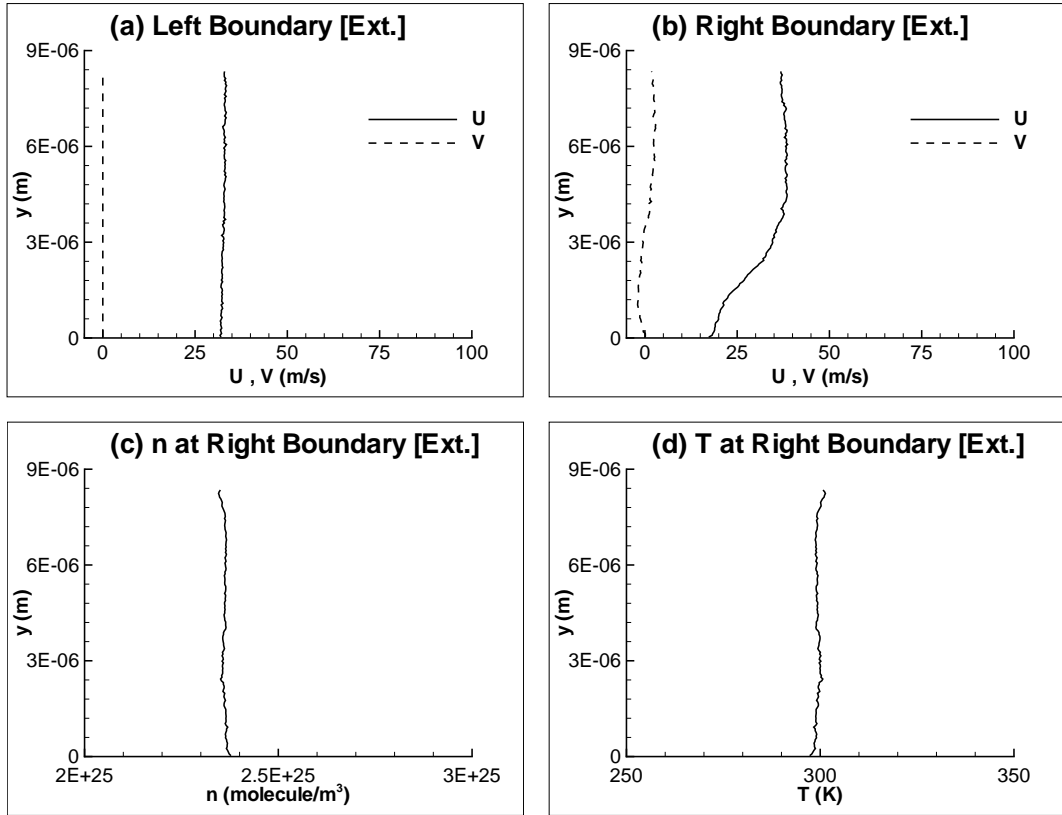 (a) Left Boundary [Ext.]
9E-06
6E-06
3E-06
0
y (m)
U
V
0 25 50 75 100
U , V (m/s)
(b) Right Boundary [Ext.]
9E-06
6E-06
3E-06
0
y (m)
U
V
0 25 50 75 100
U , V (m/s)
(c) n at Right Boundary [Ext.]
9E-06
6E-06
3E-06
0
y (m)
2E+25 2.5E+25 3E+25
n (molecule/m³)
(d) T at Right Boundary [Ext.]
9E-06
6E-06
3E-06
0
y (m)
250 300 350
T (K)